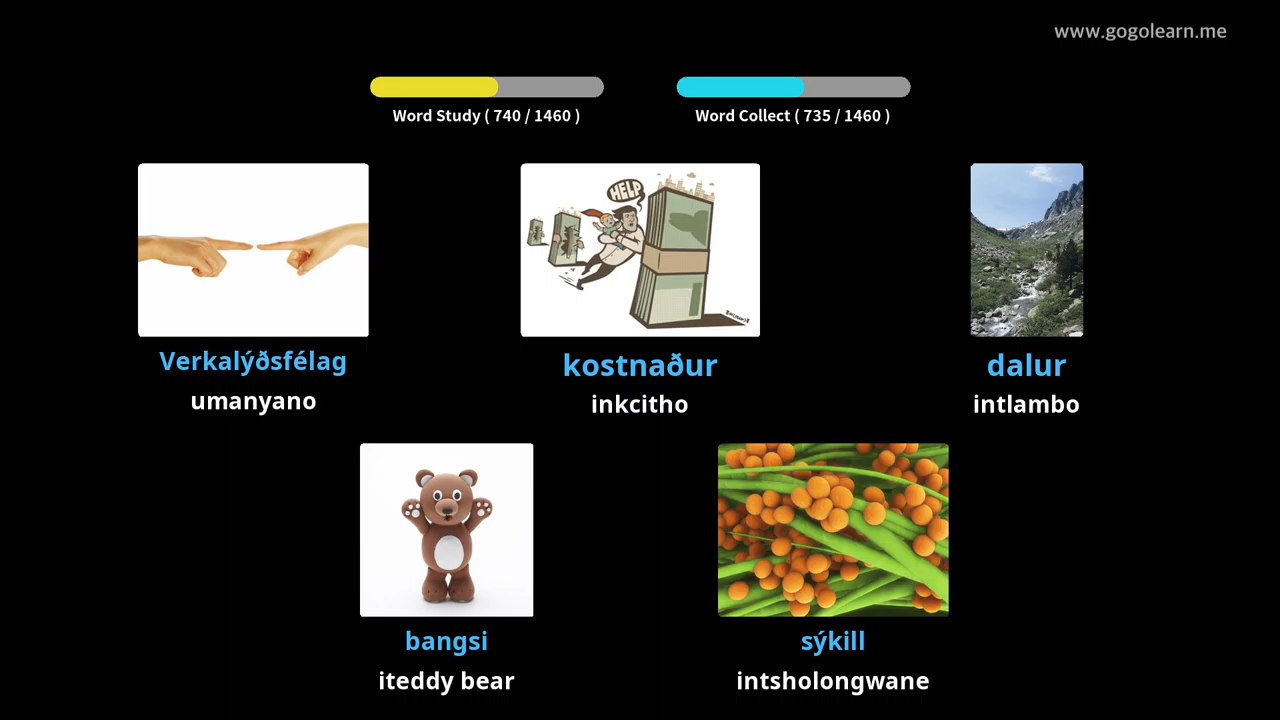 www.gogolearn.me
Word Study ( 740 / 1460 )
Word Collect ( 735 / 1460 )
HELP
Verkalýðsfélag
umanyano
kostnaður
inkcitho
dalur
intlambo
bangsi
iteddy bear
sýkill
intsholongwane